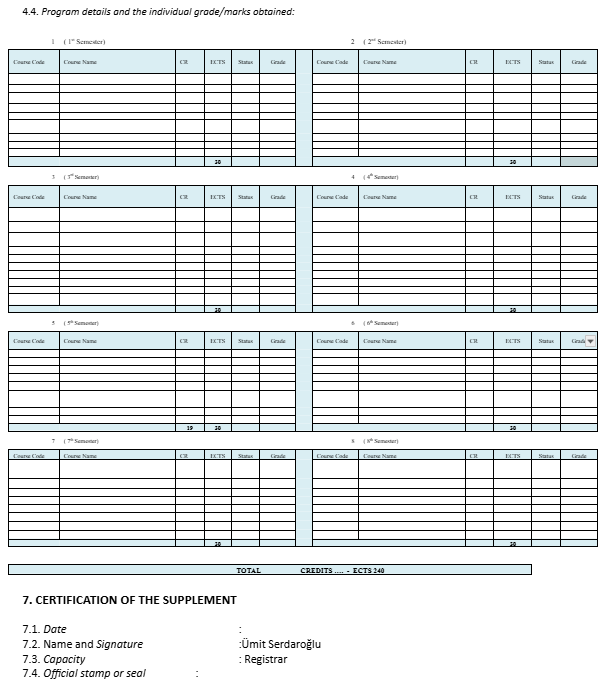 4.4. Program details and the individual grade/marks obtained:
1 (1st Semester) 2 (2nd Semester)
Course Code Course Name CR ECTS Status Grade Course Code Course Name CR ECTS Status Grade
30 30
3 (3rd Semester) 4 (4th Semester)
Course Code Course Name CR ECTS Status Grade Course Code Course Name CR ECTS Status Grade
30 30
5 (5th Semester) 6 (6th Semester)
Course Code Course Name CR ECTS Status Grade Course Code Course Name CR ECTS Status Grade
19 30 30
7 (7th Semester) 8 (8th Semester)
Course Code Course Name CR ECTS Status Grade Course Code Course Name CR ECTS Status Grade
30 30
TOTAL CREDITS .... - ECTS 240
7. CERTIFICATION OF THE SUPPLEMENT
7.1. Date :
7.2. Name and Signature :Ümit Serdaroğlu
7.3. Capacity : Registrar
7.4. Official stamp or seal :